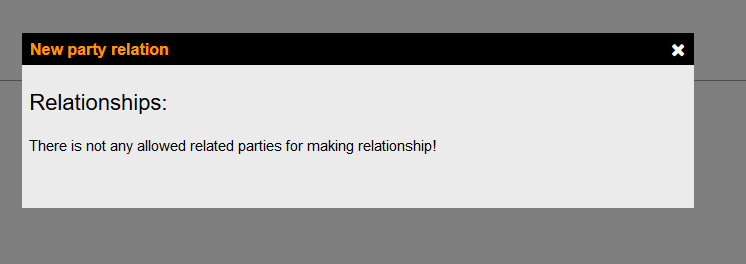 New party relation
Relationships:
There is not any allowed related parties for making relationship!